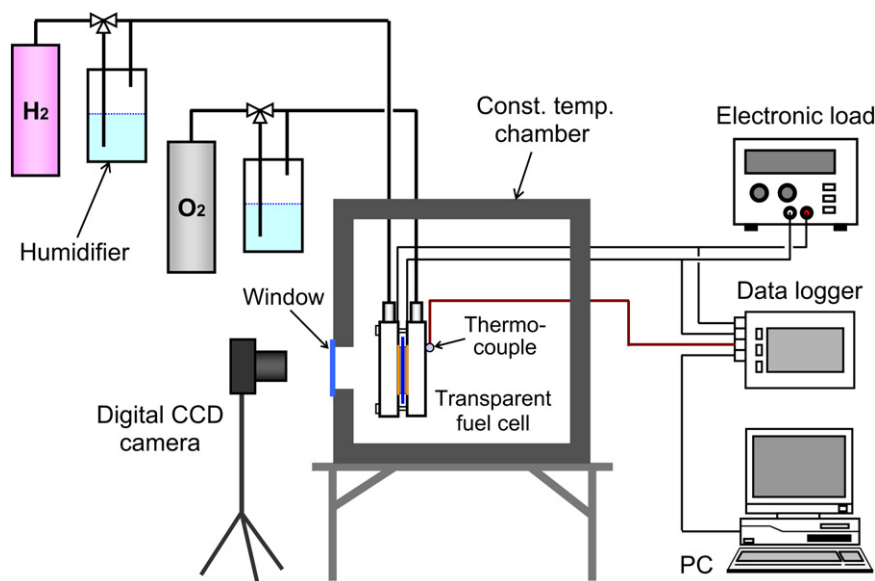 H2
Humidifier
O2
Const. temp.
chamber
Electronic load
Window
Thermo-
couple
Data logger
Digital CCD
camera
Transparent
fuel cell
PC